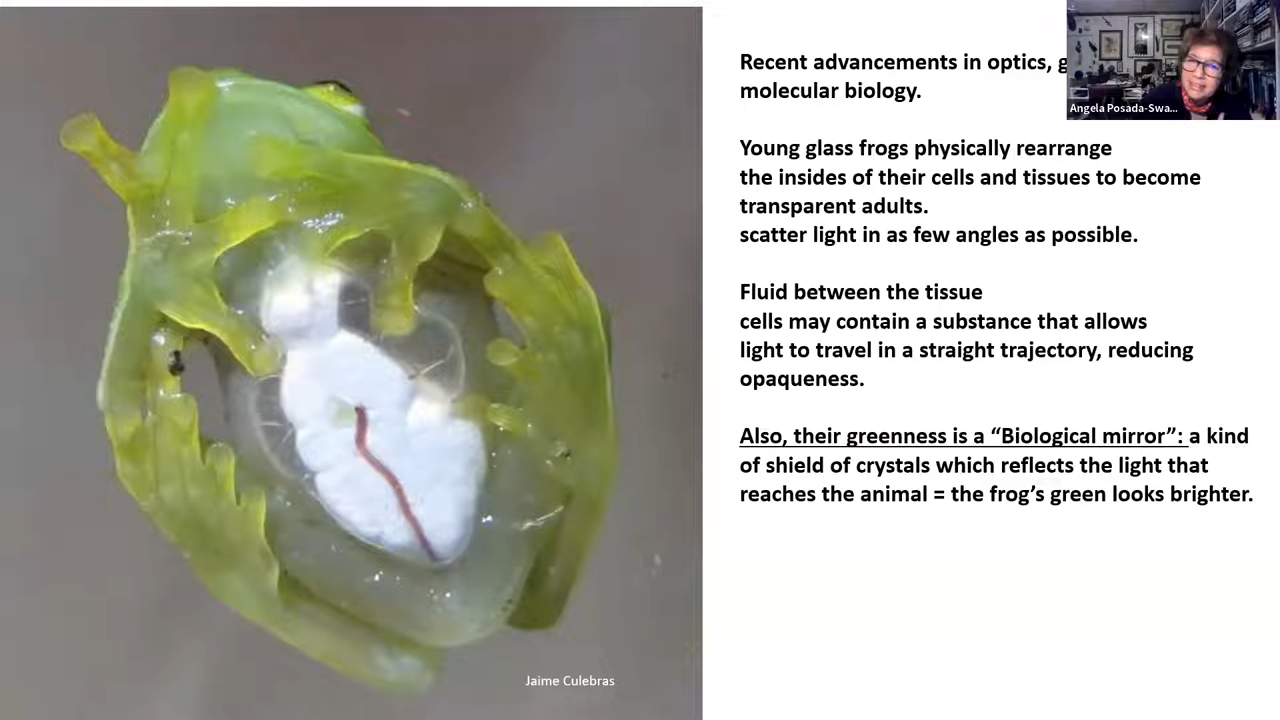 Recent advancements in optics,
molecular biology.
Young glass frogs physically rearrange
the insides of their cells and tissues to become
transparent adults.
scatter light in as few angles as possible.
Fluid between the tissue
cells may contain a substance that allows
light to travel in a straight trajectory, reducing
opaqueness.
Also, their greenness is a “Biological mirror”: a kind
of shield of crystals which reflects the light that
reaches the animal = the frog’s green looks brighter.
Angela Posada-Swa...
Jaime Culebras